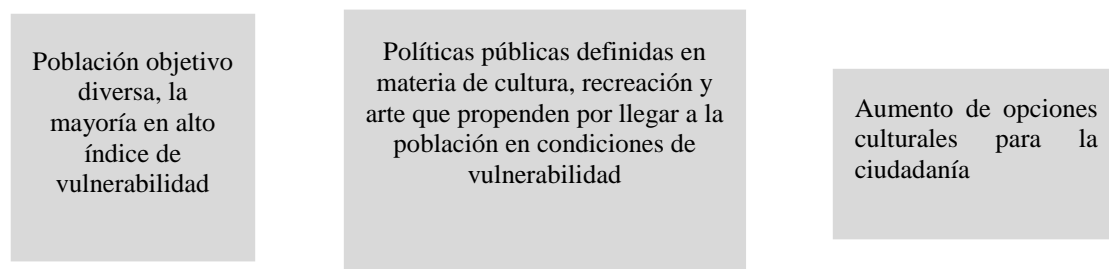 Población objetivo
diversa, la
mayoría en alto
índice de
vulnerabilidad
Políticas públicas definidas en
materia de cultura, recreación y
arte que propenden por llegar a la
población en condiciones de
vulnerabilidad
Aumento de opciones
culturales para la
ciudadanía